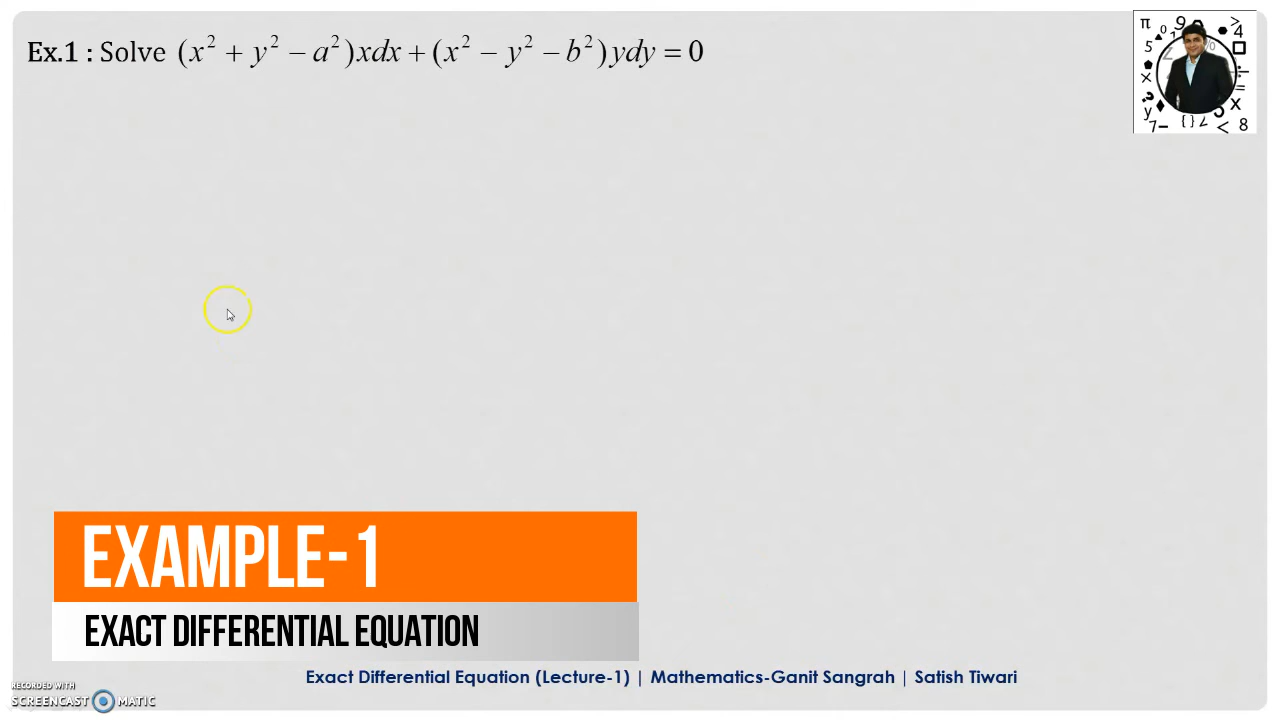 Ex.1 : Solve (x² + y² − a²)xdx + (x² − y² − b²)ydy = 0
EXAMPLE-1
EXACT DIFFERENTIAL EQUATION
Exact Differential Equation (Lecture-1) | Mathematics-Ganit Sangrah | Satish Tiwari
RECORDED WITH
SCREENCAST MATIC